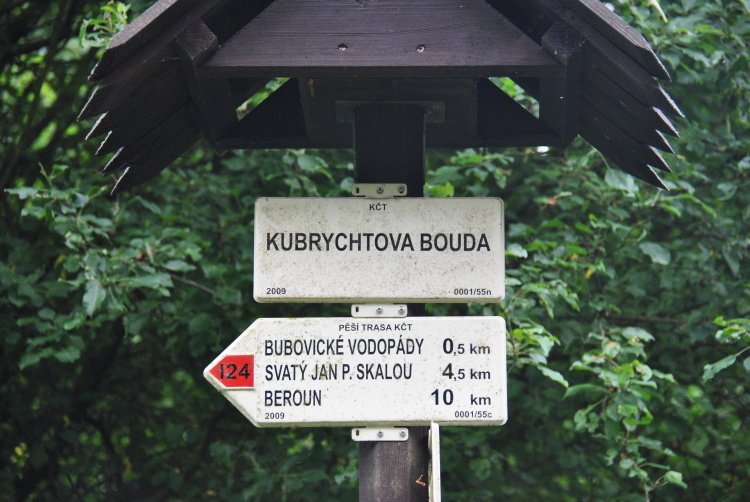 KČT
KUBRYCHTOVA BOUDA
2009 0001/55n
PĚŠÍ TRASA KČT
BUBOVICKÉ VODOPÁDY 0,5 km
124 SVATÝ JAN P. SKALOU 4,5 km
BEROUN 10 km
2009 0001/55c